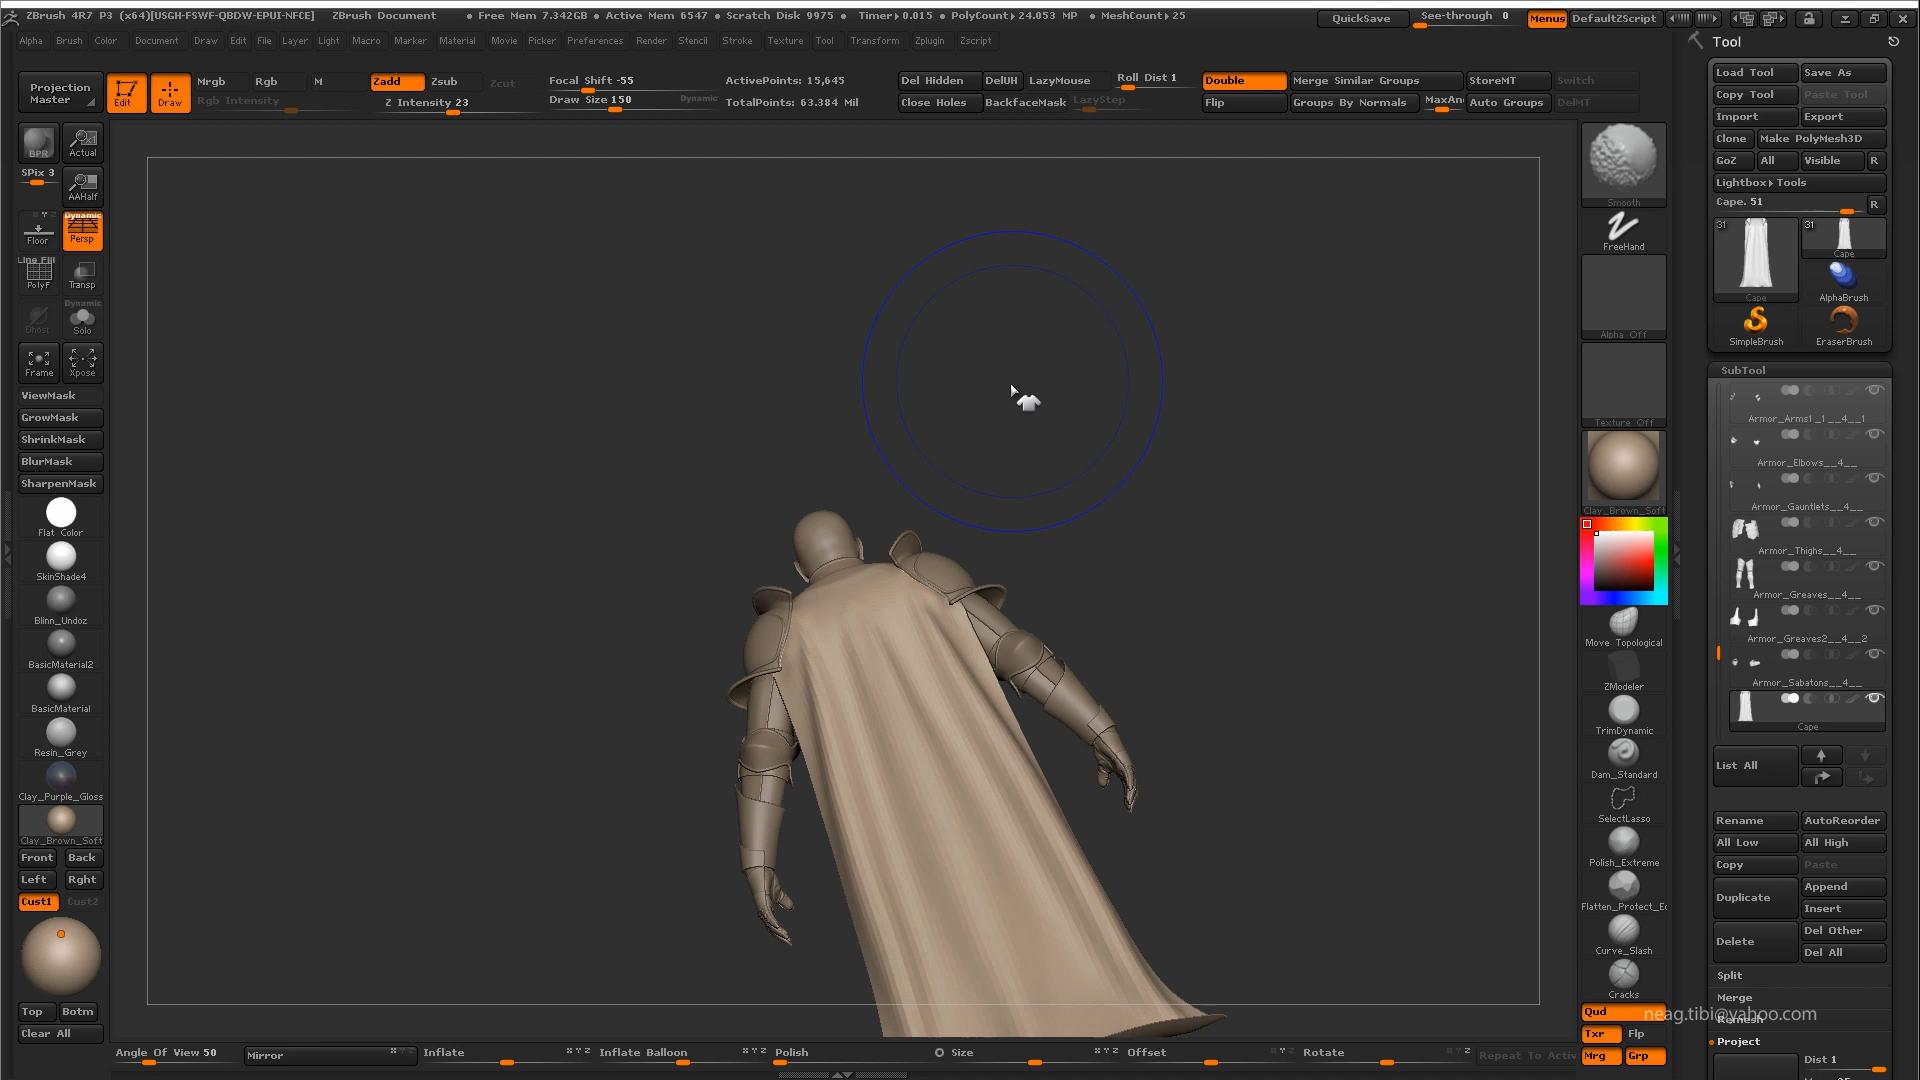 ZBrush 4R7 P3 (x64)[USGH-FSWF-QBDW-EPUI-NFCE] ZBrush Document • Free Mem 7.342GB • Active Mem 6547 • Scratch Disk 9975 • Timer▸0.015 • PolyCount▸24.053 MP • MeshCount▸25 QuickSave See-through 0 Menus DefaultZScript
Alpha Brush Color Document Draw Edit File Layer Light Macro Marker Material Movie Picker Preferences Render Stencil Stroke Texture Tool Transform Zplugin Zscript
Tool
Projection Master
Edit
Draw
Mrgb Rgb M Zadd Zsub Zcut
Rgb Intensity Z Intensity 23
Focal Shift -55
Draw Size 150 Dynamic
ActivePoints: 15,645
TotalPoints: 63.384 Mil
Del Hidden DelUH LazyMouse Roll Dist 1
Close Holes BackfaceMask LazyStep
Double Merge Similar Groups StoreMT Switch
Flip Groups By Normals MaxAn Auto Groups DelMT
Load Tool Save As
Copy Tool Paste Tool
Import Export
Clone Make PolyMesh3D
GoZ All Visible R
Lightbox▸Tools
Cape. 51 R
31 31
Cape
Cape
AlphaBrush
SimpleBrush EraserBrush
SubTool
Armor_Arms1_1__4__1
Armor_Elbows__4__
Armor_Gauntlets__4__
Armor_Thighs__4__
Armor_Greaves__4__
Armor_Greaves2__4__2
Armor_Sabatons__4__
Cape
List All
Rename AutoReorder
All Low All High
Copy Paste
Duplicate Append
Insert
Delete Del Other
Del All
Split
Merge
neag.tibi@yahoo.com
Remesh
Project
Dist 1
BPR Actual
SPix 3
AAHalf
Dynamic
Floor Persp
Line Fill
PolyF Transp
Dynamic
Ghost Solo
Frame Xpose
ViewMask
GrowMask
ShrinkMask
BlurMask
SharpenMask
Flat Color
SkinShade4
Blinn_Undoz
BasicMaterial2
BasicMaterial
Resin_Grey
Clay_Purple_Gloss
Clay_Brown_Soft
Front Back
Left Rght
Cust1 Cust2
Top Botm
Clear All
Smooth
FreeHand
Alpha Off
Texture Off
Clay_Brown_Soft
Move Topological
ZModeler
TrimDynamic
Dam_Standard
SelectLasso
Polish_Extreme
Flatten_Protect_Ec
Curve_Slash
Cracks
Qud
Txr Flp
Mrg Grp
Angle Of View 50 Mirror X Y Z Inflate X Y Z Inflate Balloon X Y Z Polish Size X Y Z Offset X Y Z Rotate X Y Z Repeat To Activ